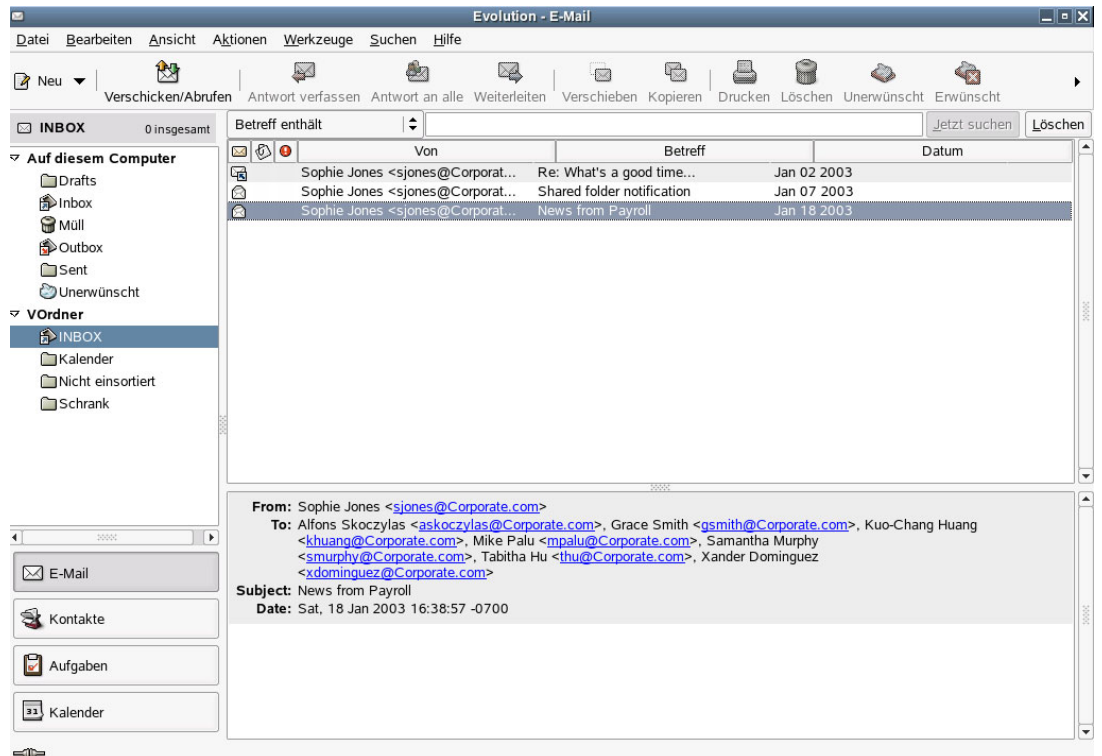 Evolution - E-Mail
Datei Bearbeiten Ansicht Aktionen Werkzeuge Suchen Hilfe
Neu Verschicken/Abrufen Antwort verfassen Antwort an alle Weiterleiten Verschieben Kopieren Drucken Löschen Unerwünscht Erwünscht
INBOX 0 insgesamt
Betreff enthält Jetzt suchen Löschen
Auf diesem Computer
Drafts
Inbox
Müll
Outbox
Sent
Unerwünscht
VOrdner
INBOX
Kalender
Nicht einsortiert
Schrank
Von Betreff Datum
Sophie Jones <sjones@Corporat... Re: What's a good time... Jan 02 2003
Sophie Jones <sjones@Corporat... Shared folder notification Jan 07 2003
Sophie Jones <sjones@Corporat... News from Payroll Jan 18 2003
From: Sophie Jones <sjones@Corporate.com>
To: Alfons Skoczylas <askoczylas@Corporate.com>, Grace Smith <gsmith@Corporate.com>, Kuo-Chang Huang
<khuang@Corporate.com>, Mike Palu <mpalu@Corporate.com>, Samantha Murphy
<smurphy@Corporate.com>, Tabitha Hu <thu@Corporate.com>, Xander Dominguez
<xdominguez@Corporate.com>
Subject: News from Payroll
Date: Sat, 18 Jan 2003 16:38:57 -0700
E-Mail
Kontakte
Aufgaben
31 Kalender